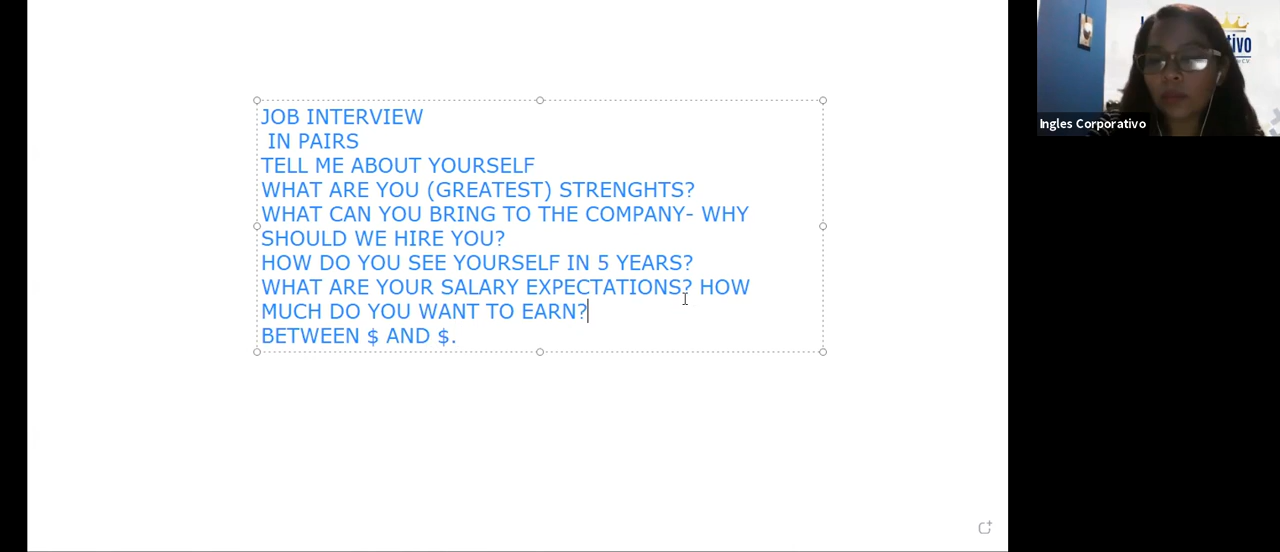 JOB INTERVIEW
IN PAIRS
TELL ME ABOUT YOURSELF
WHAT ARE YOU (GREATEST) STRENGHTS?
WHAT CAN YOU BRING TO THE COMPANY- WHY
SHOULD WE HIRE YOU?
HOW DO YOU SEE YOURSELF IN 5 YEARS?
WHAT ARE YOUR SALARY EXPECTATIONS? HOW
MUCH DO YOU WANT TO EARN?
BETWEEN $ AND $.
Ingles Corporativo